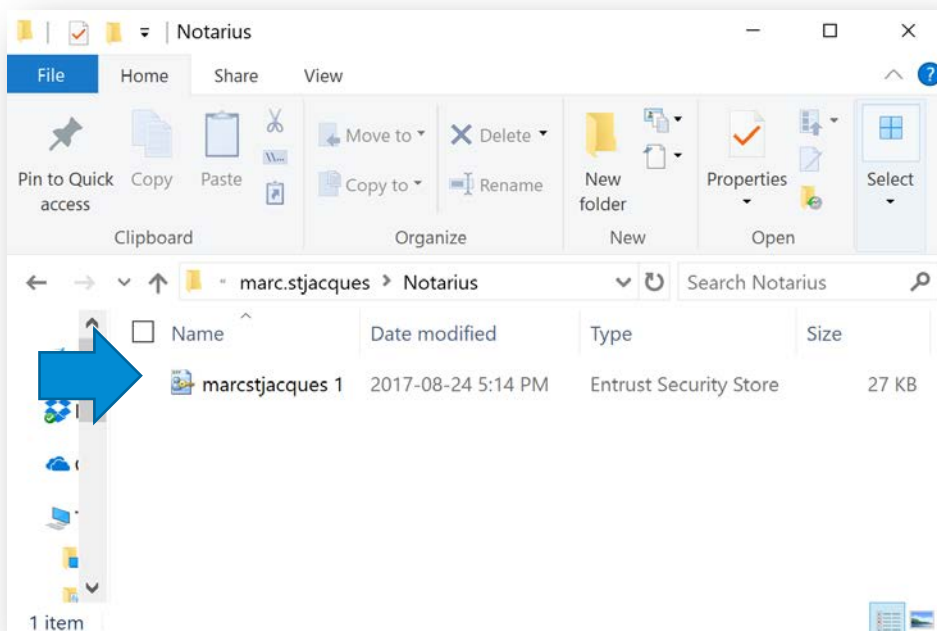 Notarius
File Home Share View
Pin to Quick access Copy Paste
Move to Copy to
Delete Rename
New folder
Properties
Select
Clipboard Organize New Open
marc.stjacques > Notarius Search Notarius
Name Date modified Type Size
marcstjacques 1 2017-08-24 5:14 PM Entrust Security Store 27 KB
1 item